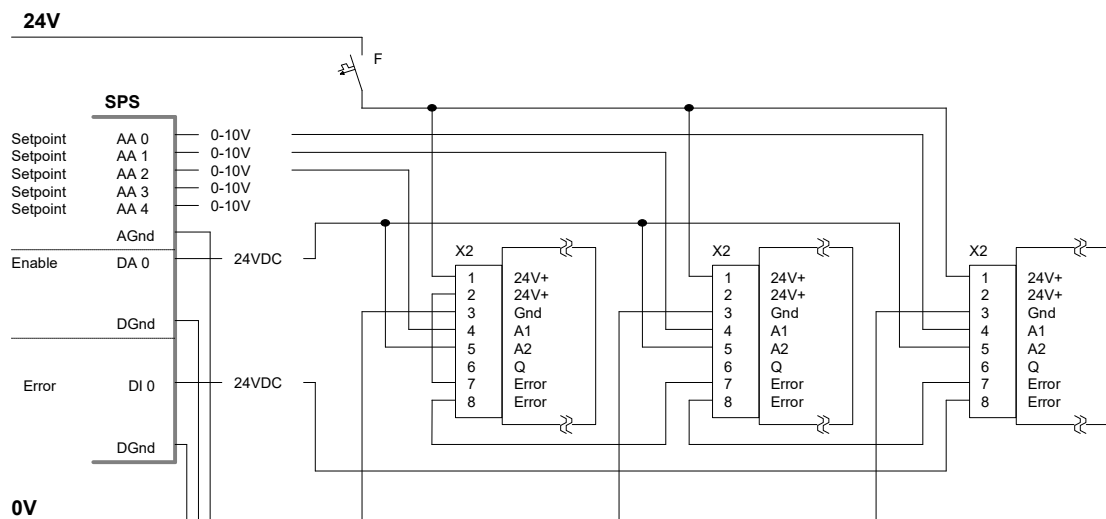 24V
F
SPS
Setpoint AA 0 0-10V
Setpoint AA 1 0-10V
Setpoint AA 2 0-10V
Setpoint AA 3 0-10V
Setpoint AA 4 0-10V
AGnd
Enable DA 0 24VDC
DGnd
Error DI 0 24VDC
DGnd
0V
X2
1 24V+
2 24V+
3 Gnd
4 A1
5 A2
6 Q
7 Error
8 Error
X2
1 24V+
2 24V+
3 Gnd
4 A1
5 A2
6 Q
7 Error
8 Error
X2
1 24V+
2 24V+
3 Gnd
4 A1
5 A2
6 Q
7 Error
8 Error